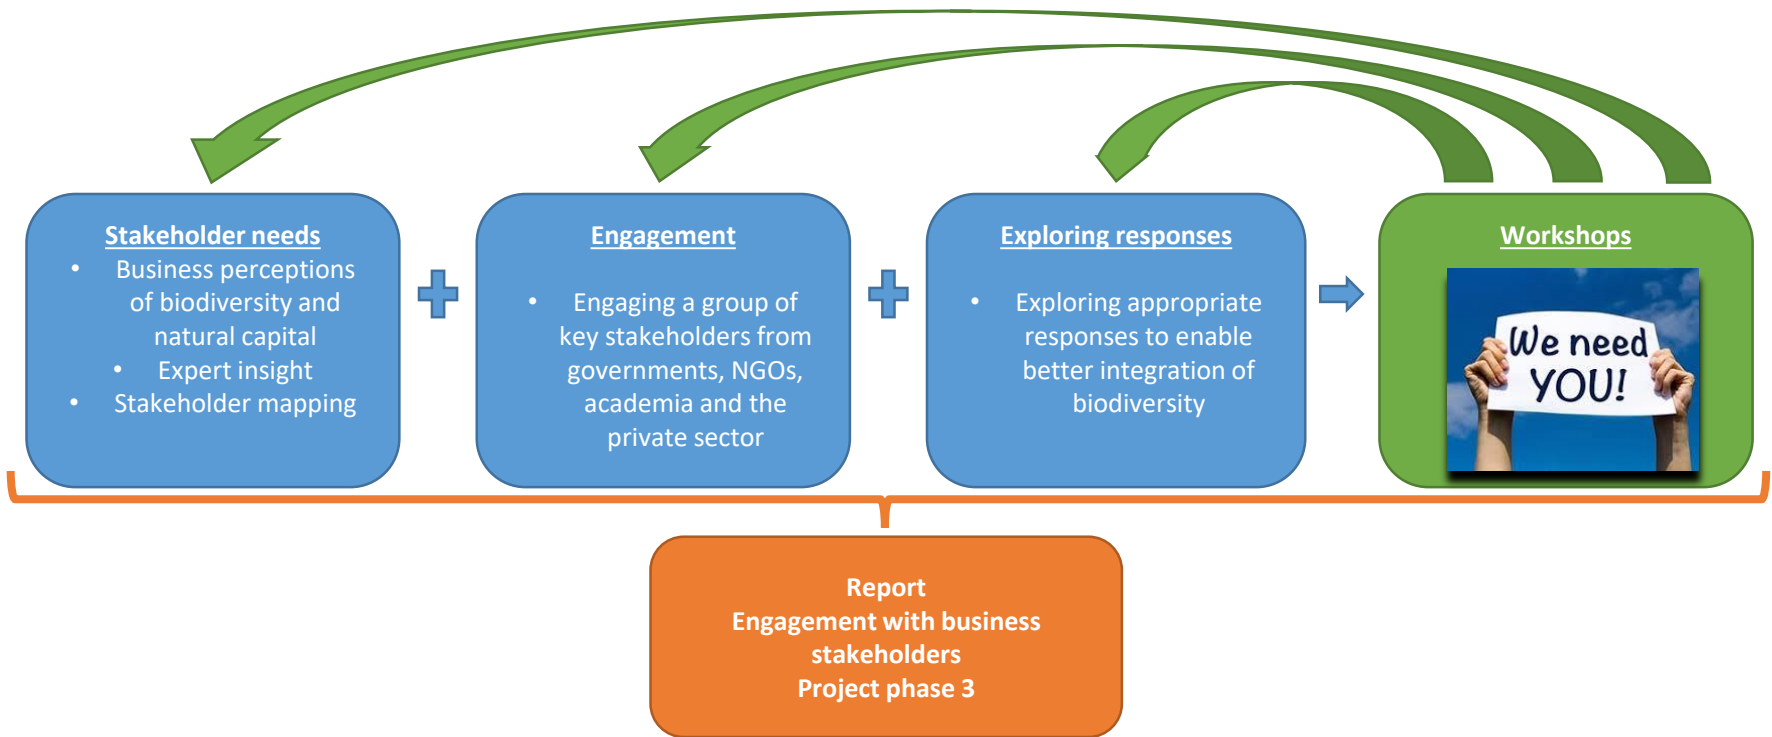 Stakeholder needs
• Business perceptions
of biodiversity and
natural capital
• Expert insight
• Stakeholder mapping
Engagement
• Engaging a group of
key stakeholders from
governments, NGOs,
academia and the
private sector
Exploring responses
• Exploring appropriate
responses to enable
better integration of
biodiversity
Workshops
We need
YOU!
Report
Engagement with business
stakeholders
Project phase 3